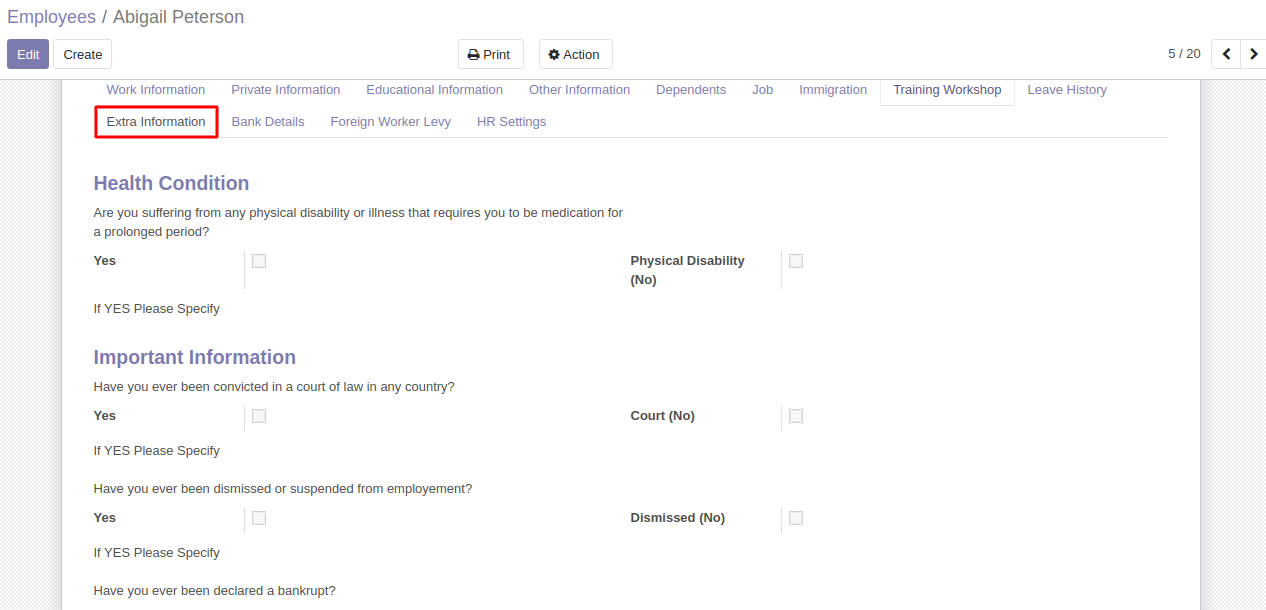 Employees / Abigail Peterson
Edit Create Print Action 5 / 20
Work Information Private Information Educational Information Other Information Dependents Job Immigration Training Workshop Leave History
Extra Information Bank Details Foreign Worker Levy HR Settings
Health Condition
Are you suffering from any physical disability or illness that requires you to be medication for
a prolonged period?
Yes Physical Disability
(No)
If YES Please Specify
Important Information
Have you ever been convicted in a court of law in any country?
Yes Court (No)
If YES Please Specify
Have you ever been dismissed or suspended from employement?
Yes Dismissed (No)
If YES Please Specify
Have you ever been declared a bankrupt?